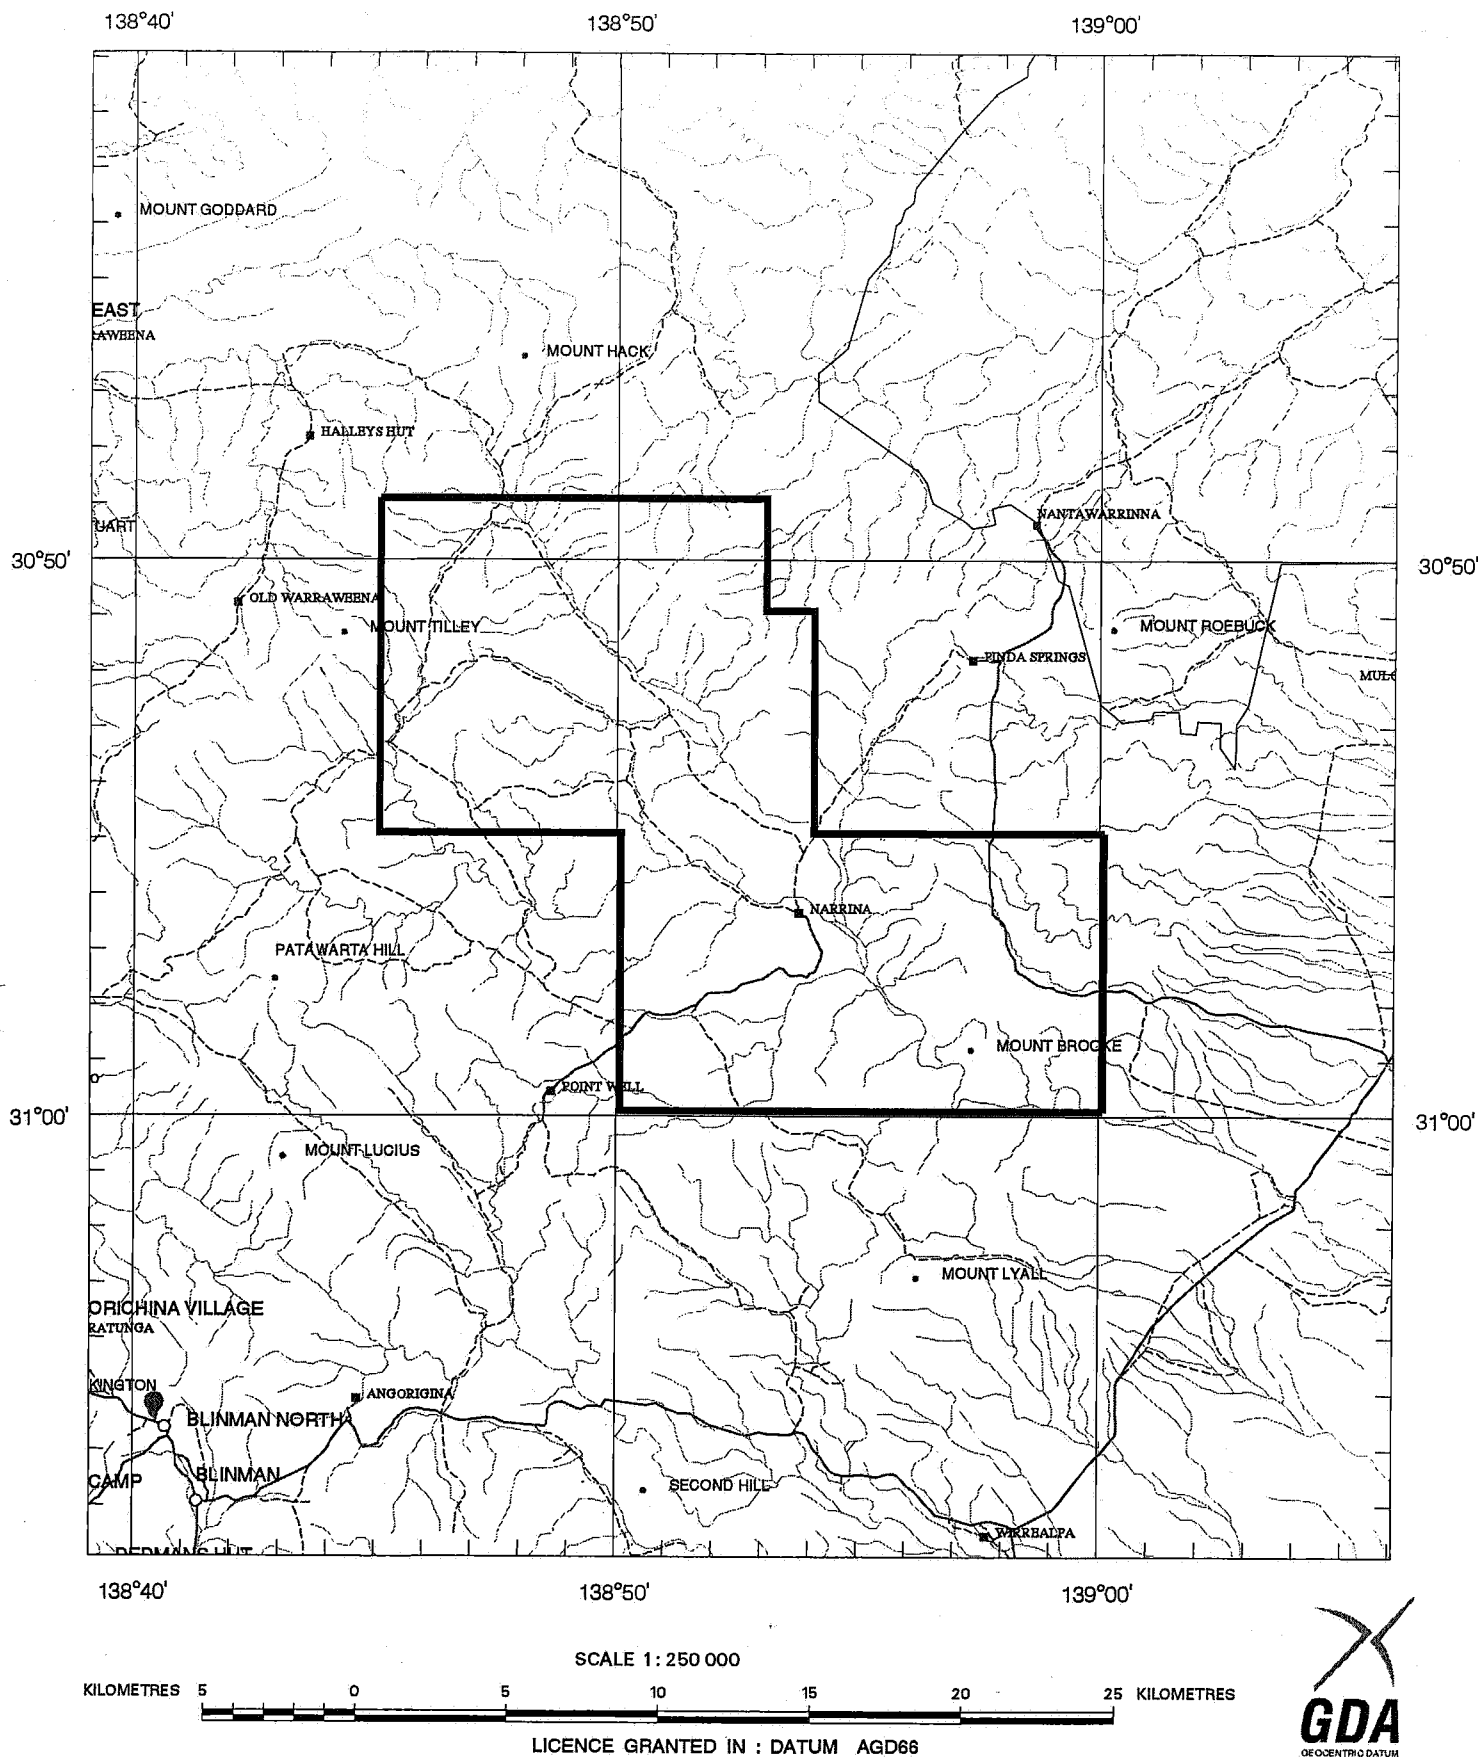 138°40' 138°50' 139°00'
MOUNT GODDARD
EAST
RAWEENA
MOUNT HACK
HALLEYS HUT
UART
NANTAWARRINNA
30°50' 30°50'
OLD WARRAWEENA
MOUNT TILLEY
MOUNT ROEBUCK
PINDA SPRINGS
MULG
NARRINA
PATAWARTA HILL
MOUNT BROOKE
POINT WELL
31°00' 31°00'
MOUNT LUCIUS
MOUNT LYALL
ORICHINA VILLAGE
RATUNGA
KINGTON
ANGORIGINA
BLINMAN NORTH
BLINMAN
CAMP
SECOND HILL
WIRREALPA
DEDMANS HUT
138°40' 138°50' 139°00'
SCALE 1: 250 000
KILOMETRES 5 0 5 10 15 20 25 KILOMETRES
GDA
GEOCENTRIC DATUM
LICENCE GRANTED IN : DATUM AGD66